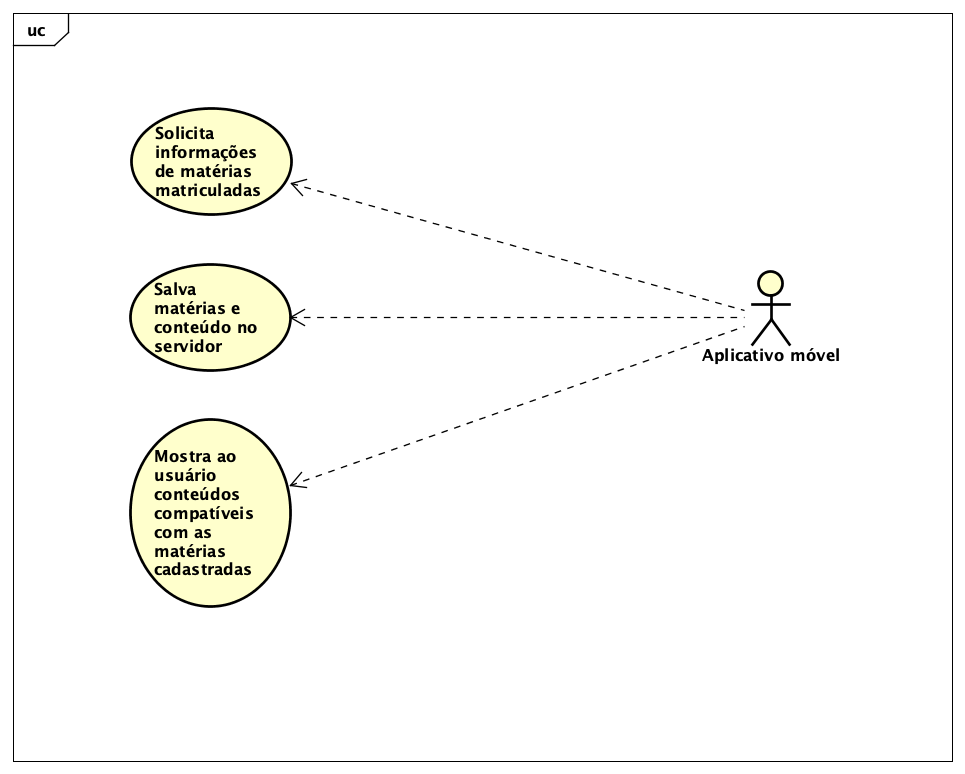 uc
Solicita
informações
de matérias
matriculadas
Salva
matérias e
conteúdo no
servidor
Aplicativo móvel
Mostra ao
usuário
conteúdos
compatíveis
com as
matérias
cadastradas